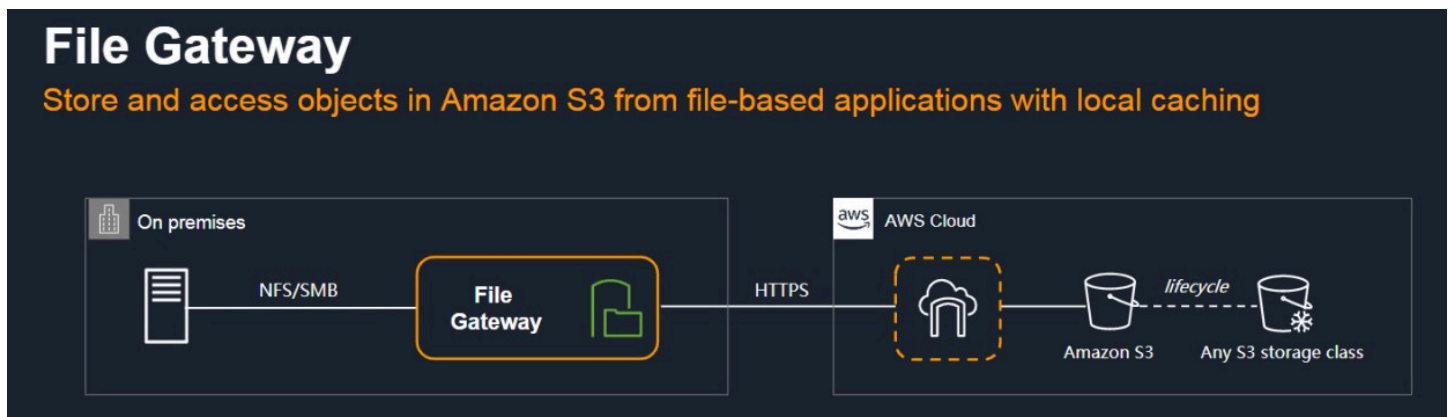 File Gateway
Store and access objects in Amazon S3 from file-based applications with local caching
On premises
aws
AWS Cloud
NFS/SMB
File
Gateway
HTTPS
lifecycle
Amazon S3
Any S3 storage class